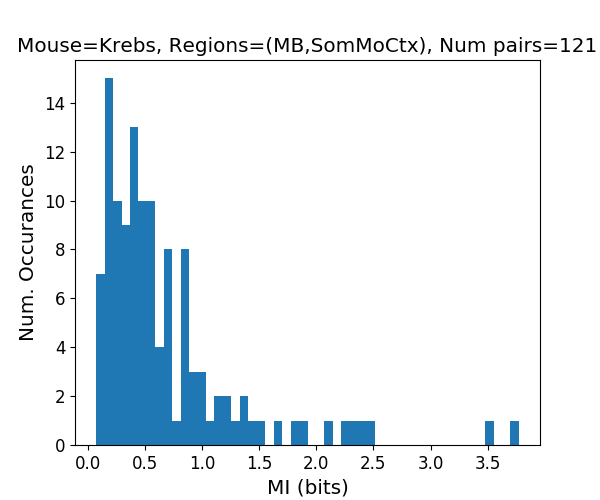 Mouse=Krebs, Regions=(MB,SomMoCtx), Num pairs=121
14
12
10
8
6
4
2
0
Num. Occurances
0.0 0.5 1.0 1.5 2.0 2.5 3.0 3.5
MI (bits)